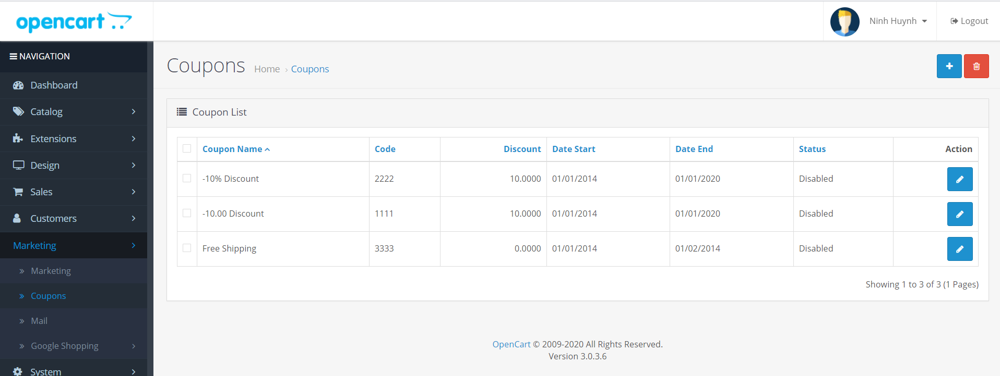 opencart
Ninh Huynh
Logout
NAVIGATION
Dashboard
Catalog
Extensions
Design
Sales
Customers
Marketing
Marketing
Coupons
Mail
Google Shopping
System
Coupons Home › Coupons
Coupon List
Coupon Name Code Discount Date Start Date End Status Action
-10% Discount 2222 10.0000 01/01/2014 01/01/2020 Disabled
-10.00 Discount 1111 10.0000 01/01/2014 01/01/2020 Disabled
Free Shipping 3333 0.0000 01/01/2014 01/02/2014 Disabled
Showing 1 to 3 of 3 (1 Pages)
OpenCart © 2009-2020 All Rights Reserved.
Version 3.0.3.6